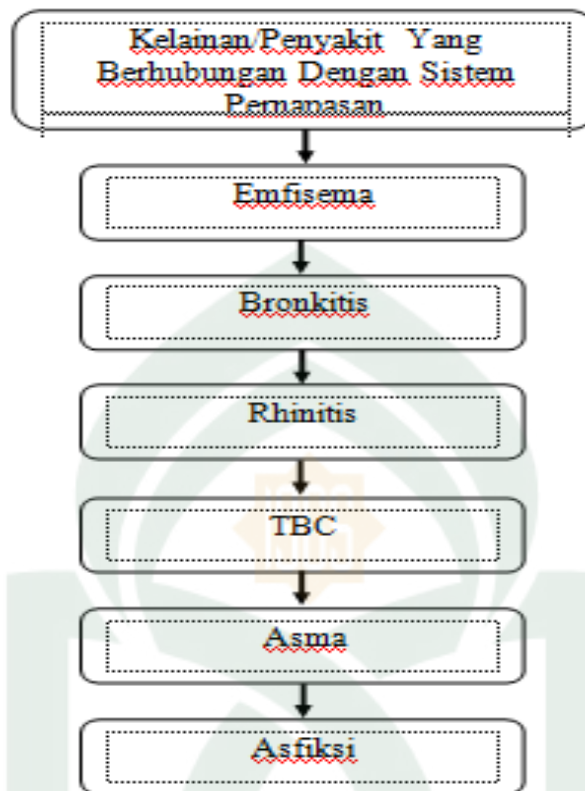 Kelainan/Penyakit Yang
Berhubungan Dengan Sistem
Pernapasan
Emfisema
Bronkitis
Rhinitis
TBC
Asma
Asfiksi